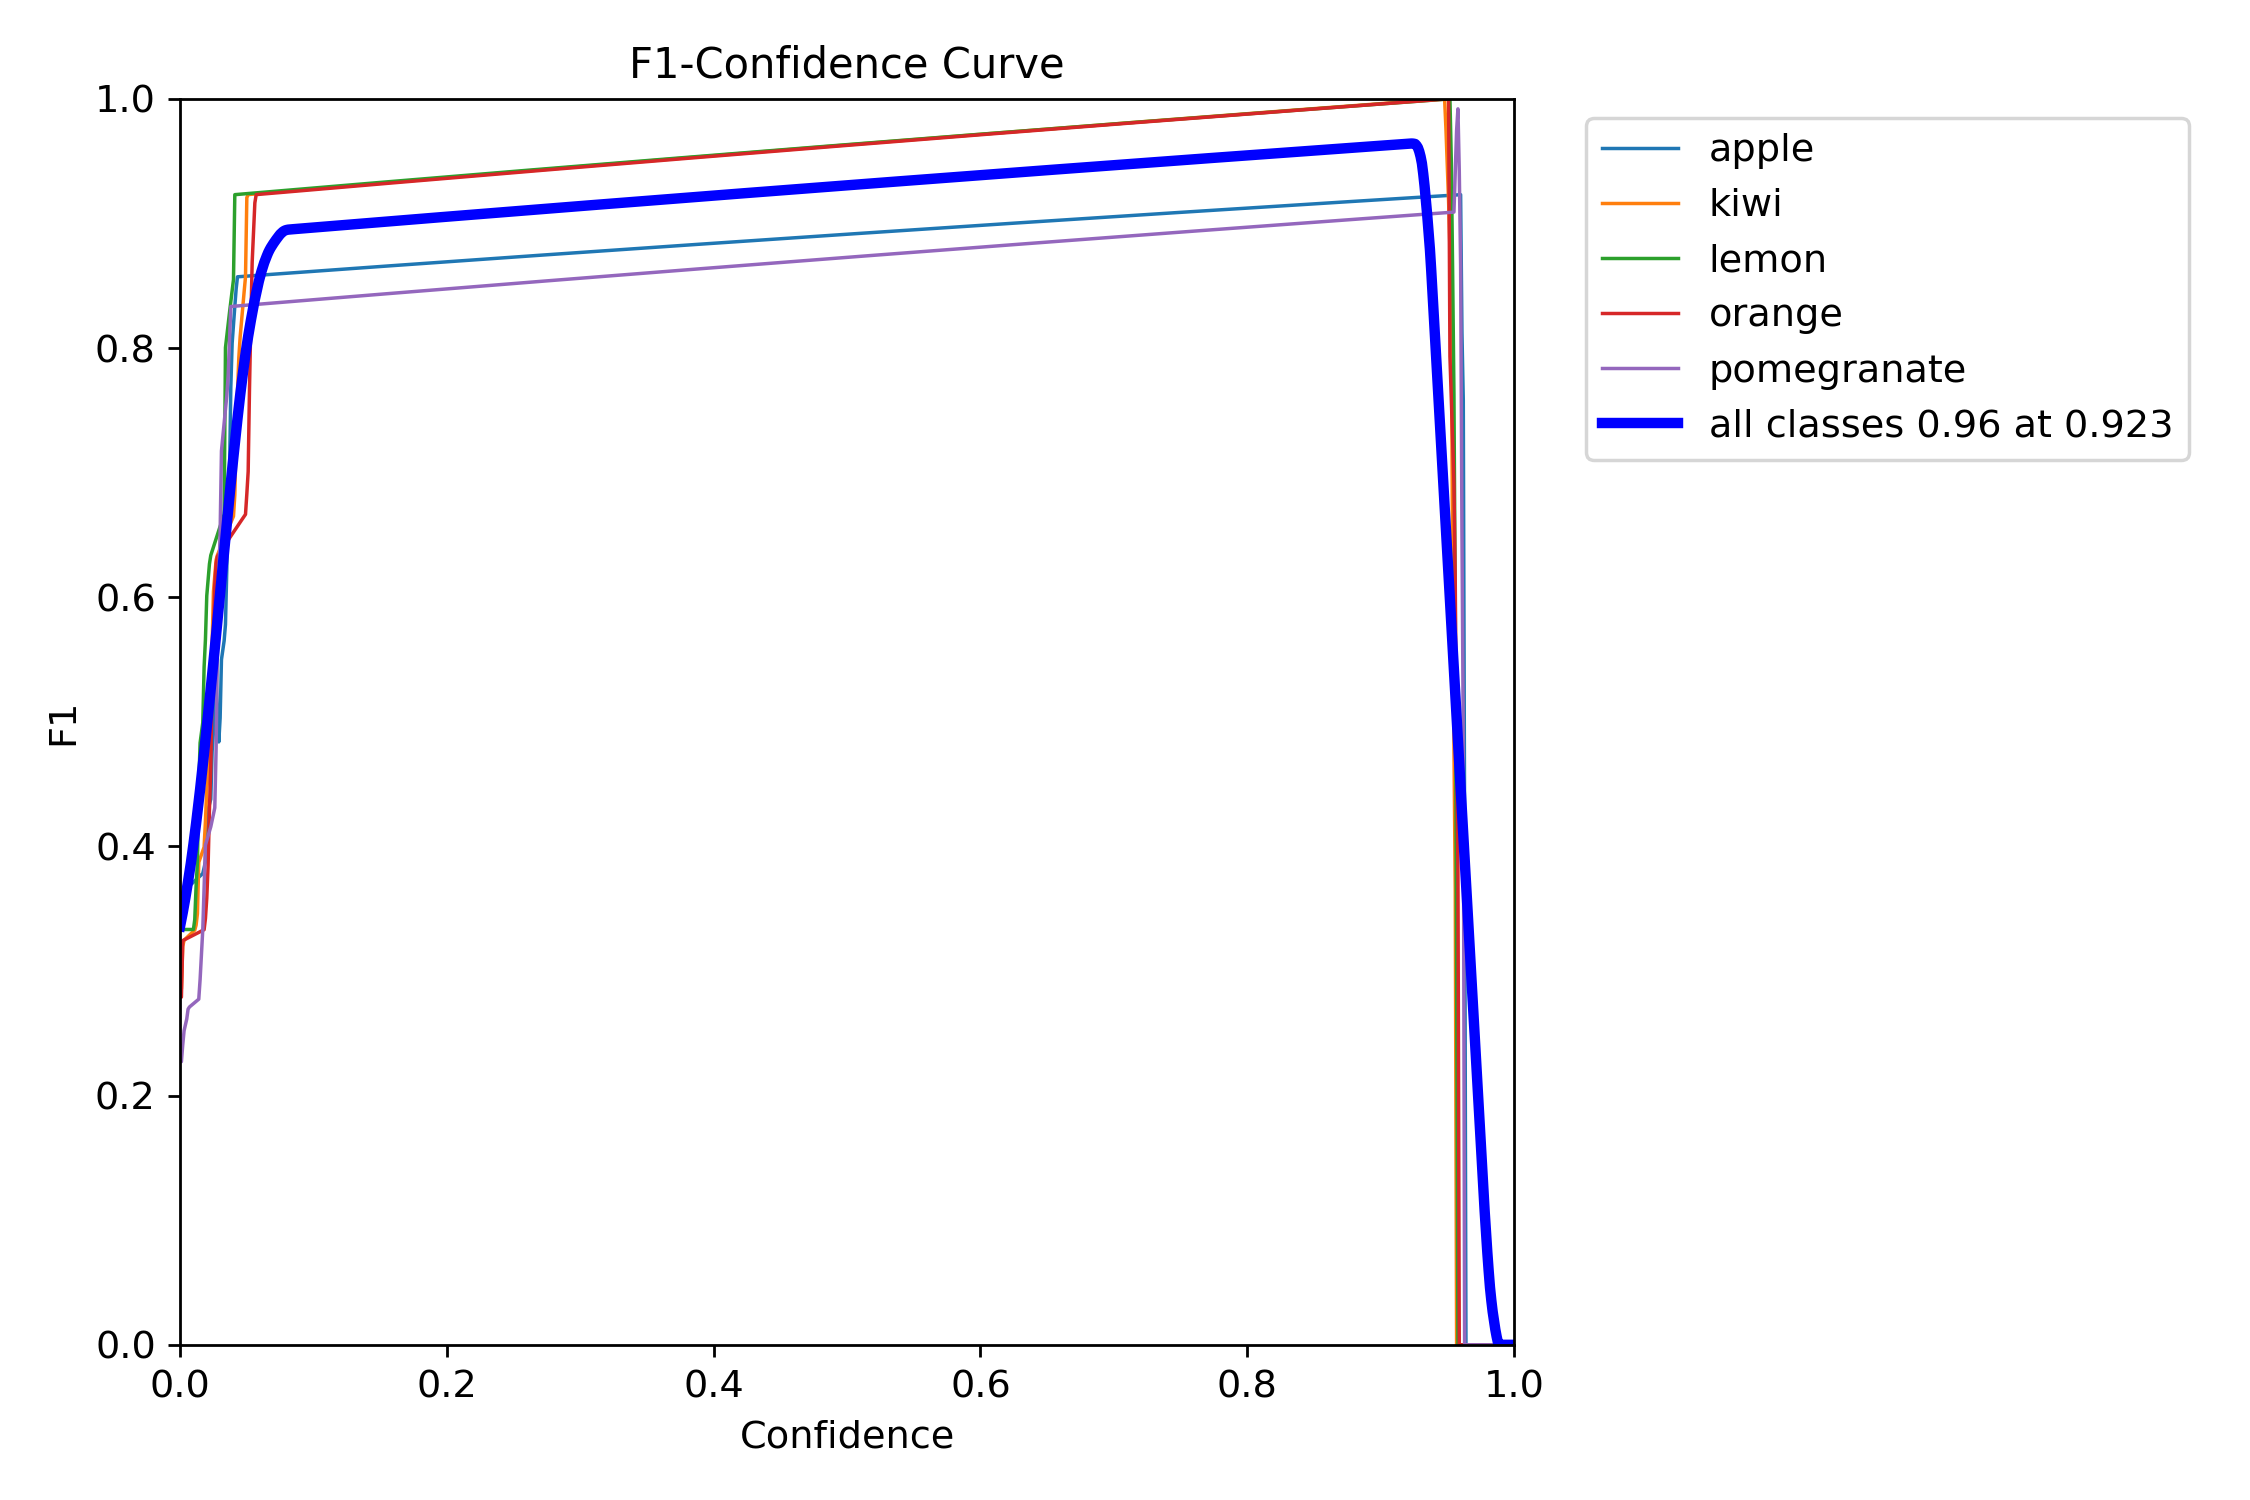 F1-Confidence Curve
1.0
0.8
0.6
0.4
0.2
0.0
F1
0.0 0.2 0.4 0.6 0.8 1.0
Confidence
apple
kiwi
lemon
orange
pomegranate
all classes 0.96 at 0.923